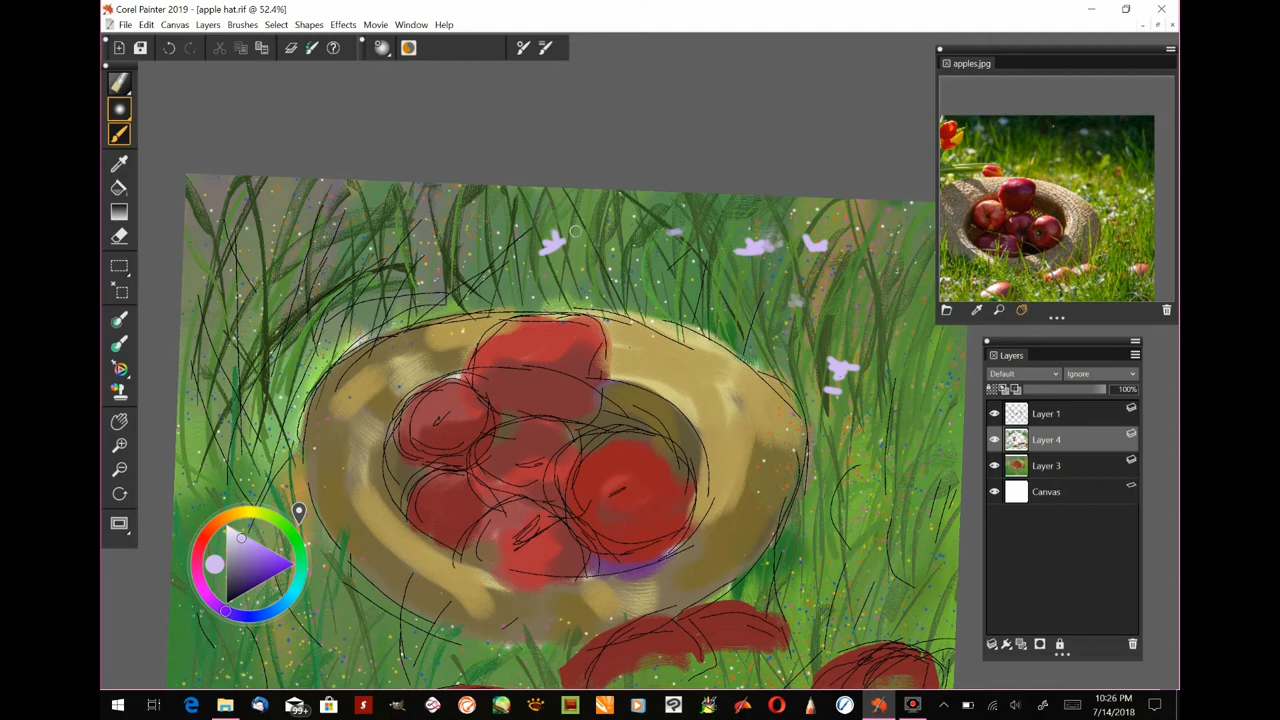 Corel Painter 2019 - [apple hat.rif @ 52.4%]
File Edit Canvas Layers Brushes Select Shapes Effects Movie Window Help
apples.jpg
Layers
Default Ignore
100%
Layer 1
Layer 4
Layer 3
Canvas
99+
10:26 PM
7/14/2018